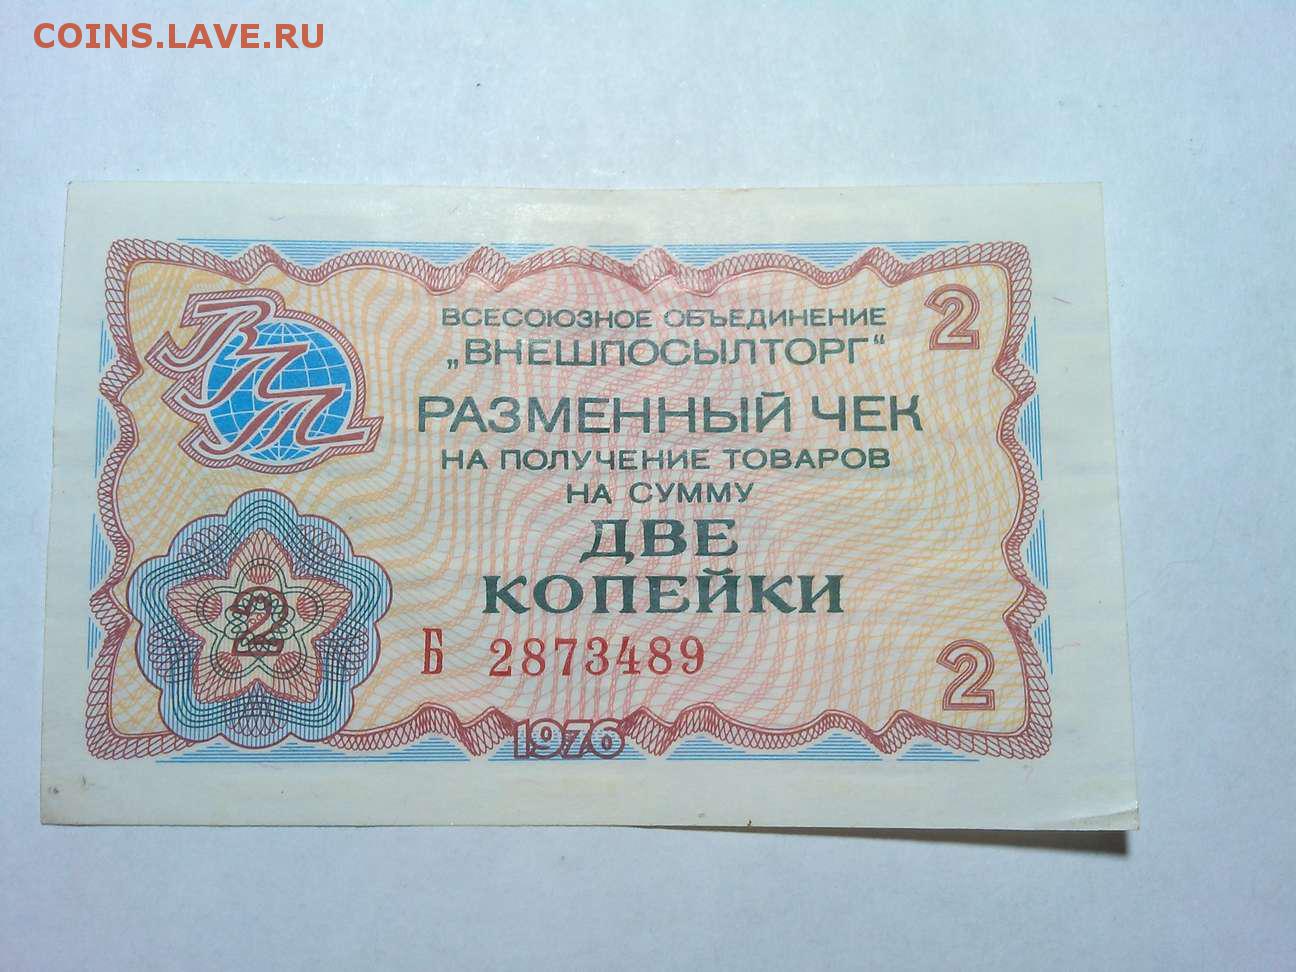 COINS.LAVE.RU
ВПТ
ВСЕСОЮЗНОЕ ОБЪЕДИНЕНИЕ
„ВНЕШПОСЫЛТОРГ“
2
РАЗМЕННЫЙ ЧЕК
НА ПОЛУЧЕНИЕ ТОВАРОВ
НА СУММУ
ДВЕ
КОПЕЙКИ
2
Б 2873489
2
1976